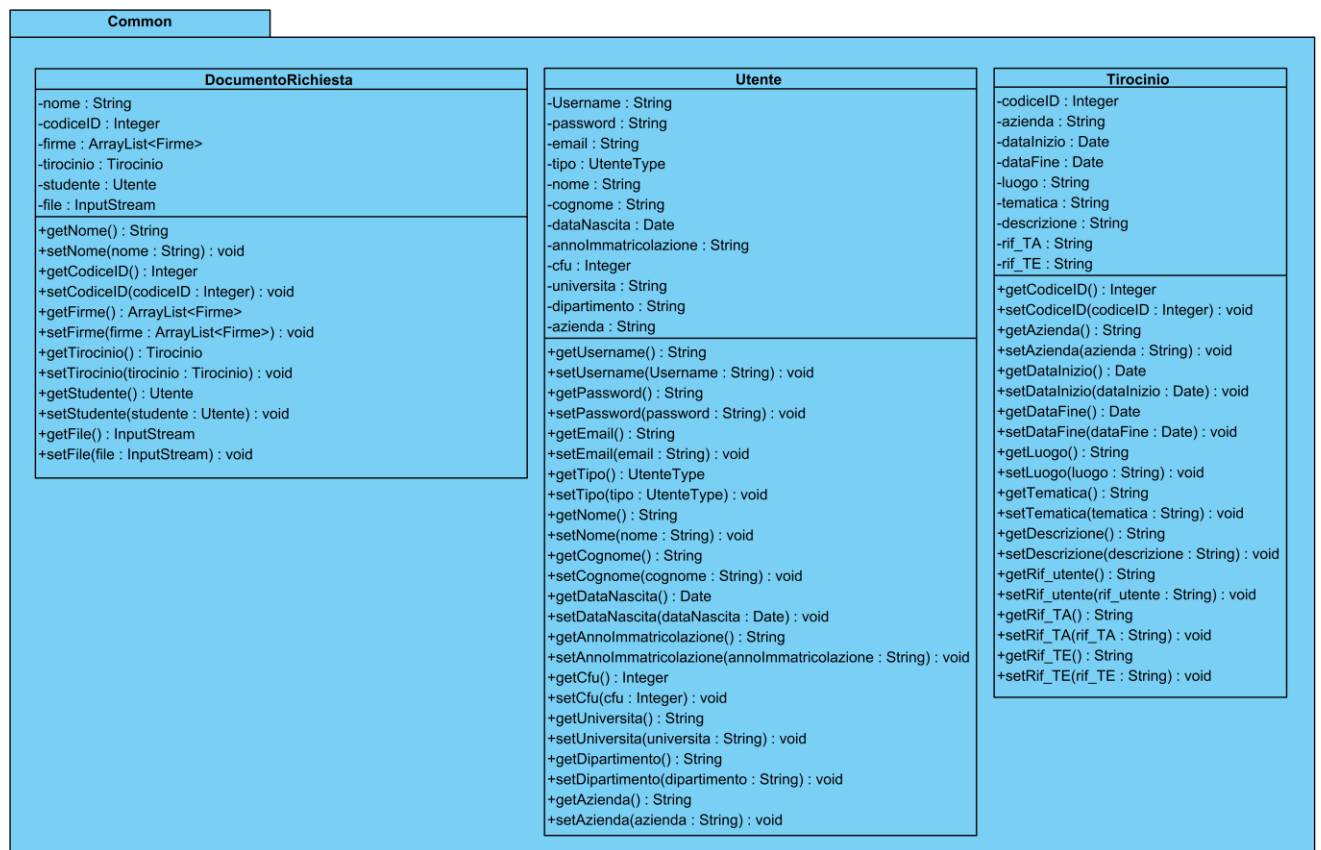 Common
DocumentoRichiesta
-nome : String
-codiceID : Integer
-firme : ArrayList<Firme>
-tirocinio : Tirocinio
-studente : Utente
-file : InputStream
+getNome() : String
+setNome(nome : String) : void
+getCodiceID() : Integer
+setCodiceID(codiceID : Integer) : void
+getFirme() : ArrayList<Firme>
+setFirme(firme : ArrayList<Firme>) : void
+getTirocinio() : Tirocinio
+setTirocinio(tirocinio : Tirocinio) : void
+getStudente() : Utente
+setStudente(studente : Utente) : void
+getFile() : InputStream
+setFile(file : InputStream) : void
Utente
-Username : String
-password : String
-email : String
-tipo : UtenteType
-nome : String
-cognome : String
-dataNascita : Date
-annoImmatricolazione : String
-cfu : Integer
-universita : String
-dipartimento : String
-azienda : String
+getUsername() : String
+setUsername(Username : String) : void
+getPassword() : String
+setPassword(password : String) : void
+getEmail() : String
+setEmail(email : String) : void
+getTipo() : UtenteType
+setTipo(tipo : UtenteType) : void
+getNome() : String
+setNome(nome : String) : void
+getCognome() : String
+setCognome(cognome : String) : void
+getDataNascita() : Date
+setDataNascita(dataNascita : Date) : void
+getAnnoImmatricolazione() : String
+setAnnoImmatricolazione(annoImmatricolazione : String) : void
+getCfu() : Integer
+setCfu(cfu : Integer) : void
+getUniversita() : String
+setUniversita(universita : String) : void
+getDipartimento() : String
+setDipartimento(dipartimento : String) : void
+getAzienda() : String
+setAzienda(azienda : String) : void
Tirocinio
-codiceID : Integer
-azienda : String
-dataInizio : Date
-dataFine : Date
-luogo : String
-tematica : String
-descrizione : String
-rif_TA : String
-rif_TE : String
+getCodiceID() : Integer
+setCodiceID(codiceID : Integer) : void
+getAzienda() : String
+setAzienda(azienda : String) : void
+getDataInizio() : Date
+setDataInizio(dataInizio : Date) : void
+getDataFine() : Date
+setDataFine(dataFine : Date) : void
+getLuogo() : String
+setLuogo(luogo : String) : void
+getTematica() : String
+setTematica(tematica : String) : void
+getDescrizione() : String
+setDescrizione(descrizione : String) : void
+getRif_utente() : String
+setRif_utente(rif_utente : String) : void
+getRif_TA() : String
+setRif_TA(rif_TA : String) : void
+getRif_TE() : String
+setRif_TE(rif_TE : String) : void